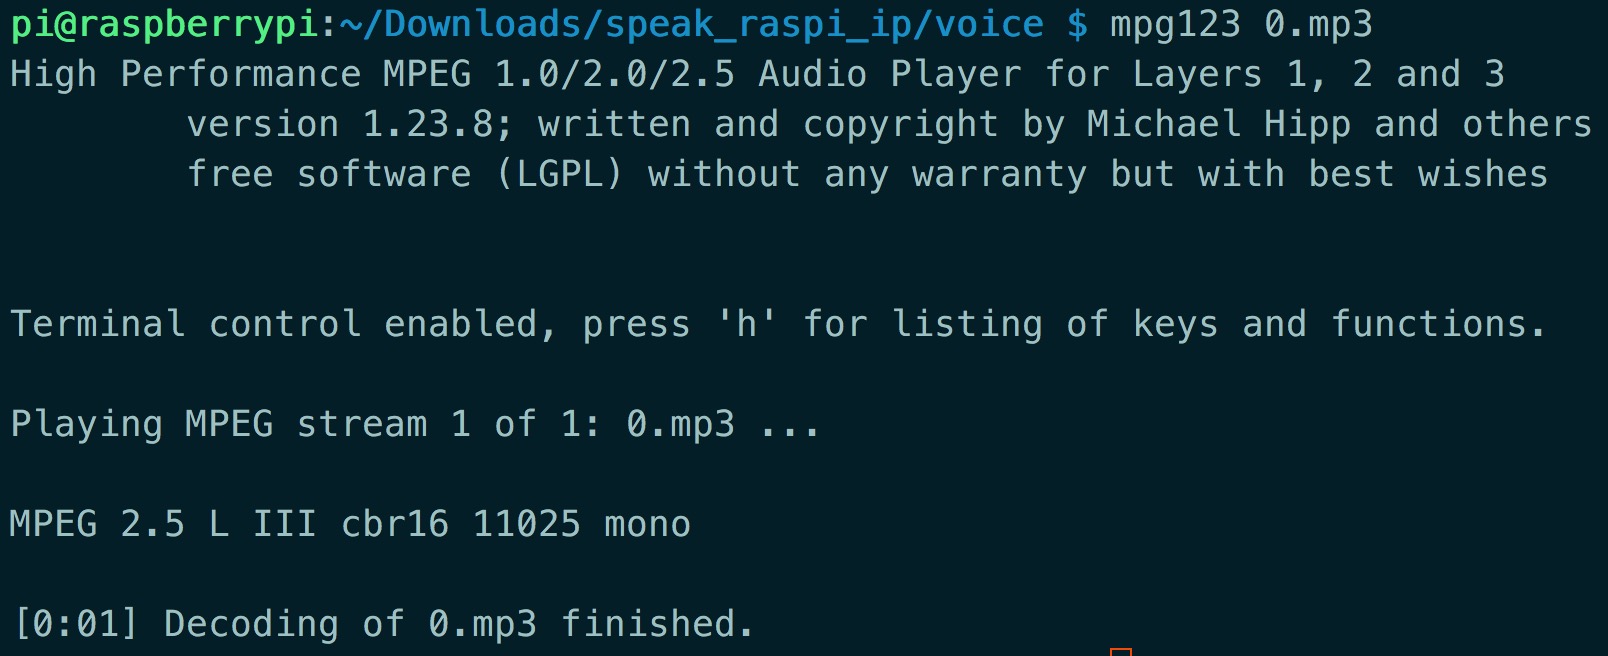 pi@raspberrypi:~/Downloads/speak_raspi_ip/voice $ mpg123 0.mp3
High Performance MPEG 1.0/2.0/2.5 Audio Player for Layers 1, 2 and 3
        version 1.23.8; written and copyright by Michael Hipp and others
        free software (LGPL) without any warranty but with best wishes
Terminal control enabled, press 'h' for listing of keys and functions.
Playing MPEG stream 1 of 1: 0.mp3 ...
MPEG 2.5 L III cbr16 11025 mono
[0:01] Decoding of 0.mp3 finished.